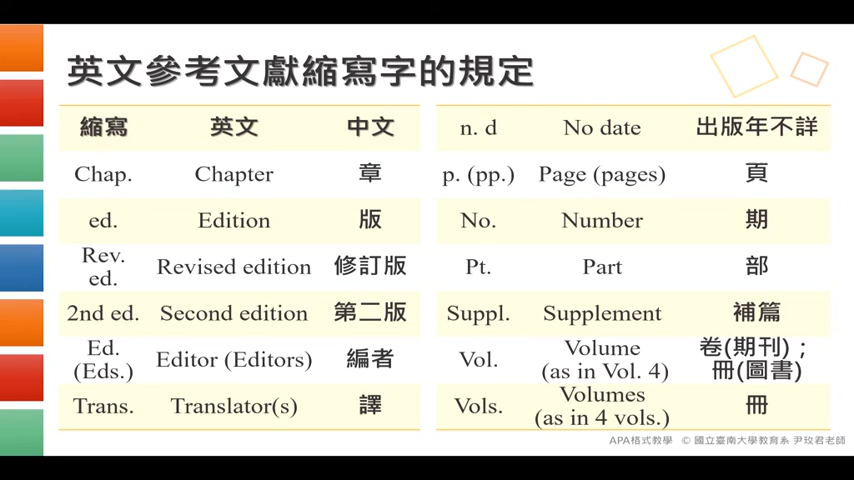 英文參考文獻縮寫字的規定
縮寫 英文 中文
Chap. Chapter 章
ed. Edition 版
Rev. ed. Revised edition 修訂版
2nd ed. Second edition 第二版
Ed. (Eds.) Editor (Editors) 編者
Trans. Translator(s) 譯
n. d No date 出版年不詳
p. (pp.) Page (pages) 頁
No. Number 期
Pt. Part 部
Suppl. Supplement 補篇
Vol. Volume (as in Vol. 4) 卷(期刊)；冊(圖書)
Vols. Volumes (as in 4 vols.) 冊
APA格式教學 © 國立臺南大學教育系 尹玫君老師